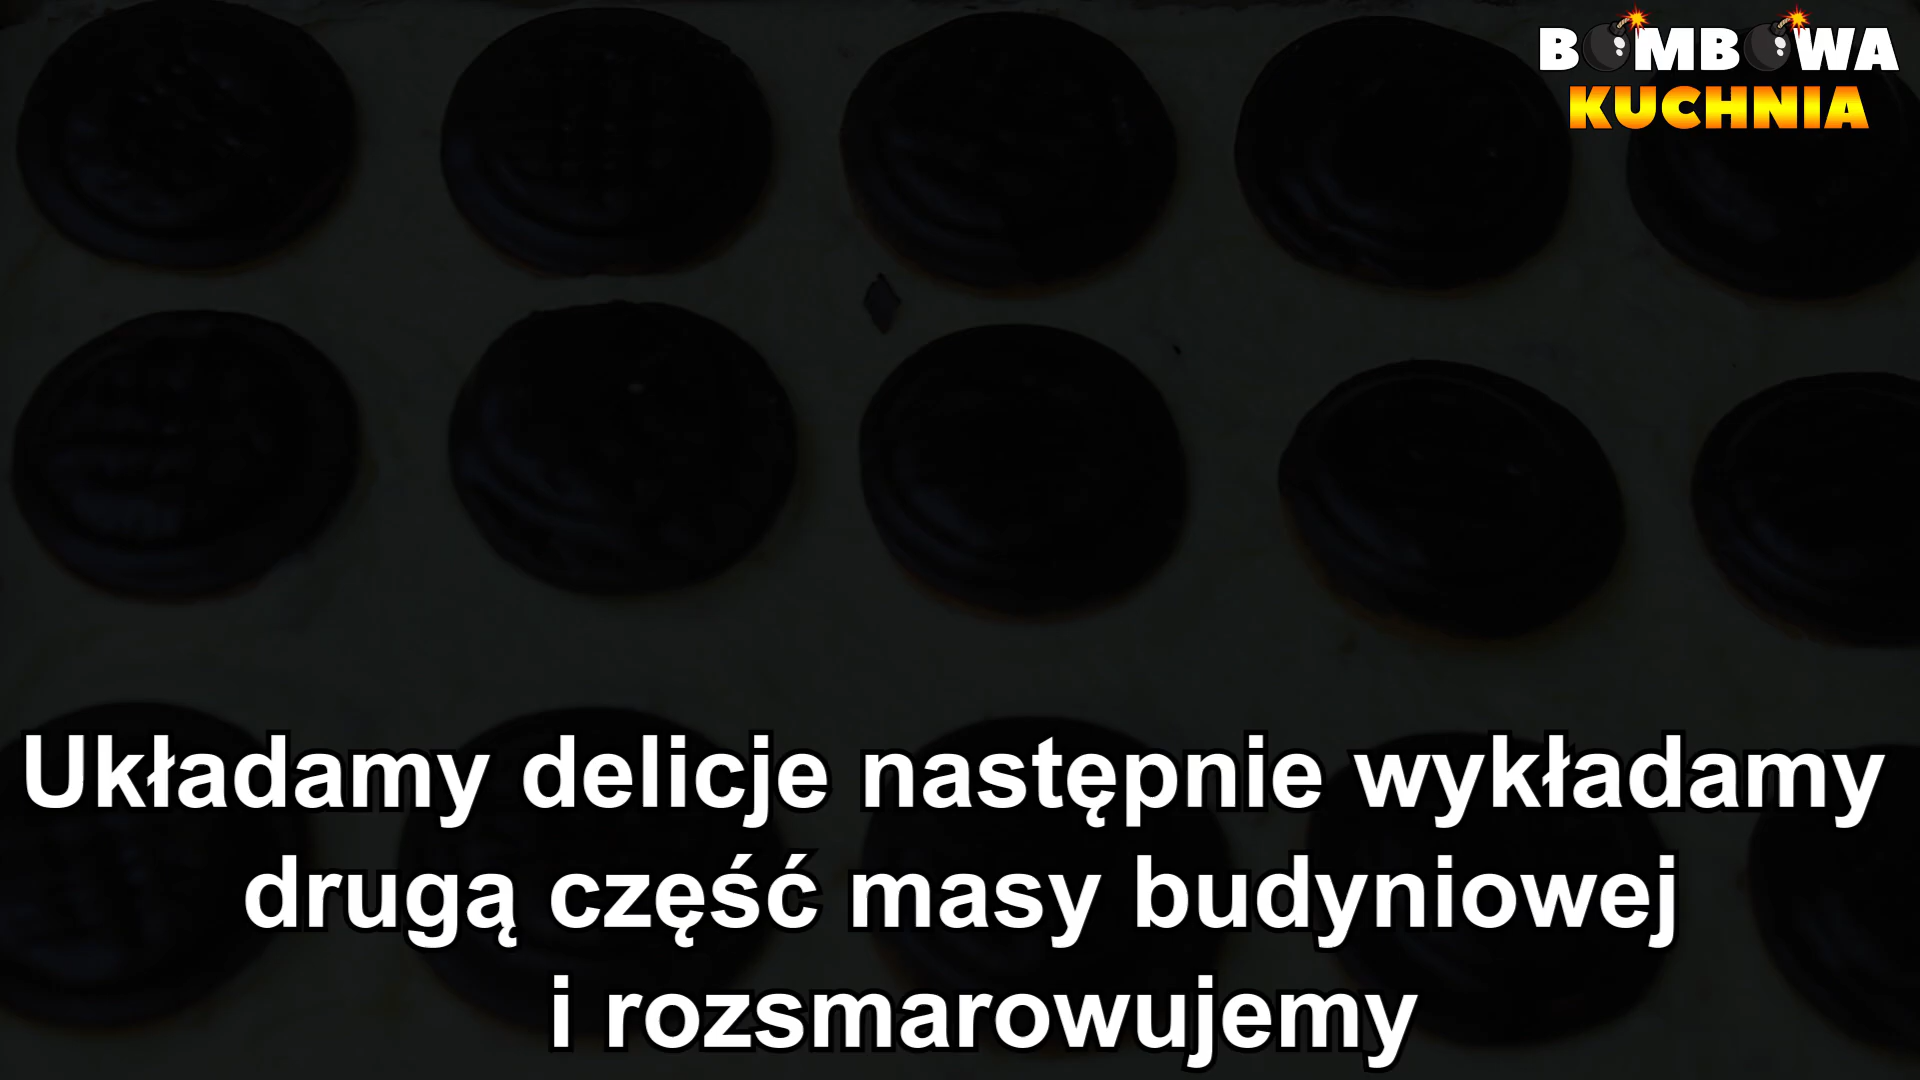 BOMBOWA
KUCHNIA
Układamy delicje następnie wykładamy
drugą część masy budyniowej
i rozsmarowujemy